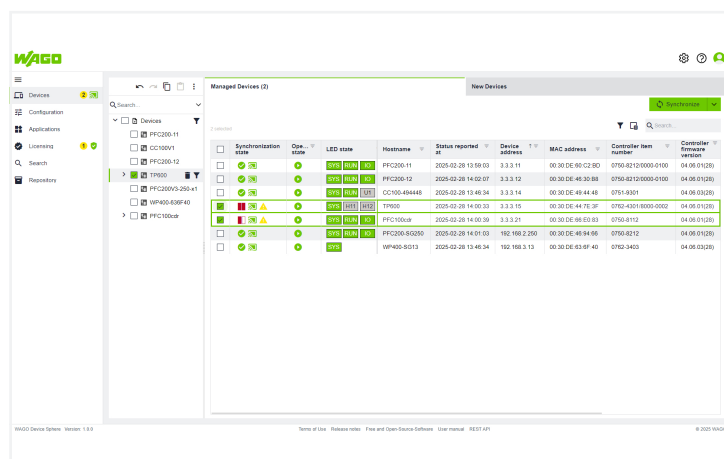 WAGO
Devices 2
Configuration
Applications
Licensing 1
Search
Repository
Search...
Devices
PFC200-11
CC100V1
PFC200-12
TP600
PFC200V3-250-x1
WP400-636F40
PFC100cdr
Managed Devices (2)
New Devices
Synchronize
2 selected
Search...
Synchronization state Ope... state LED state Hostname Status reported at Device address MAC address Controller item number Controller firmware version
SYS RUN IO PFC200-11 2025-02-28 13:59:03 3.3.3.11 00:30:DE:60:C2:BD 0750-8212/0000-0100 04.06.01(28)
SYS RUN IO PFC200-12 2025-02-28 14:02:07 3.3.3.12 00:30:DE:46:30:B8 0750-8212/0000-0100 04.06.01(28)
SYS RUN U1 CC100-494448 2025-02-28 13:46:34 3.3.3.14 00:30:DE:49:44:48 0751-9301 04.06.03(28)
SYS H11 H12 TP600 2025-02-28 14:00:33 3.3.3.15 00:30:DE:44:7E:3F 0762-4301/8000-0002 04.06.01(28)
SYS RUN IO PFC100cdr 2025-02-28 14:00:39 3.3.3.21 00:30:DE:66:E0:83 0750-8112 04.06.01(28)
SYS RUN IO PFC200-SG250 2025-02-28 14:01:03 192.168.2.250 00:30:DE:46:94:66 0750-8212 04.06.01(28)
SYS WP400-SG13 2025-02-28 13:46:34 192.168.3.13 00:30:DE:63:6F:40 0762-3403 04.06.03(28)
WAGO Device Sphere Version: 1.0.0
Terms of Use Release notes Free and Open-Source-Software User manual REST API
© 2025 WAGO